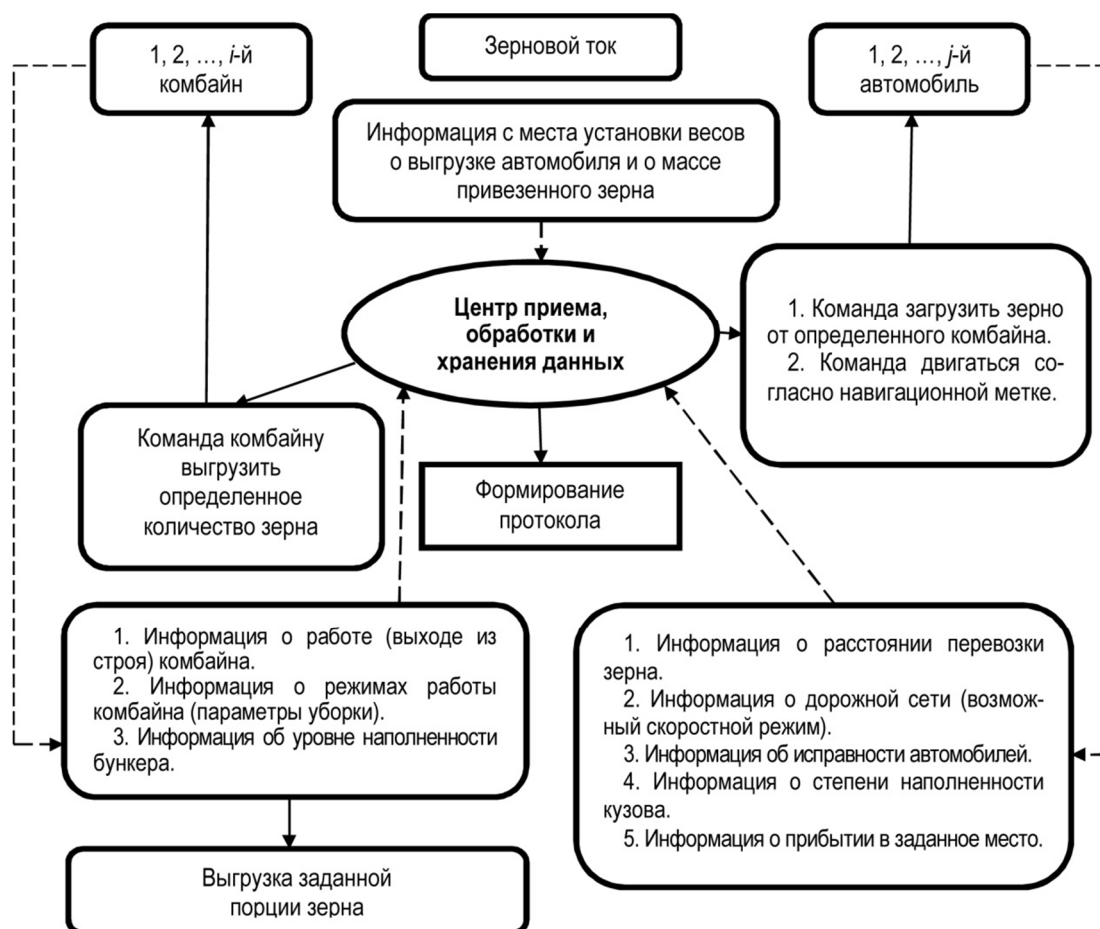 1, 2, …, i-й
комбайн
Зерновой ток
1, 2, …, j-й
автомобиль
Информация с места установки весов
о выгрузке автомобиля и о массе
привезенного зерна
Центр приема,
обработки и
хранения данных
1. Команда загрузить зерно
от определенного комбайна.
2. Команда двигаться со-
гласно навигационной метке.
Команда комбайну
выгрузить
определенное
количество зерна
Формирование
протокола
1. Информация о работе (выходе из
строя) комбайна.
2. Информация о режимах работы
комбайна (параметры уборки).
3. Информация об уровне наполненности
бункера.
1. Информация о расстоянии перевозки
зерна.
2. Информация о дорожной сети (возмож-
ный скоростной режим).
3. Информация об исправности автомобилей.
4. Информация о степени наполненности
кузова.
5. Информация о прибытии в заданное место.
Выгрузка заданной
порции зерна